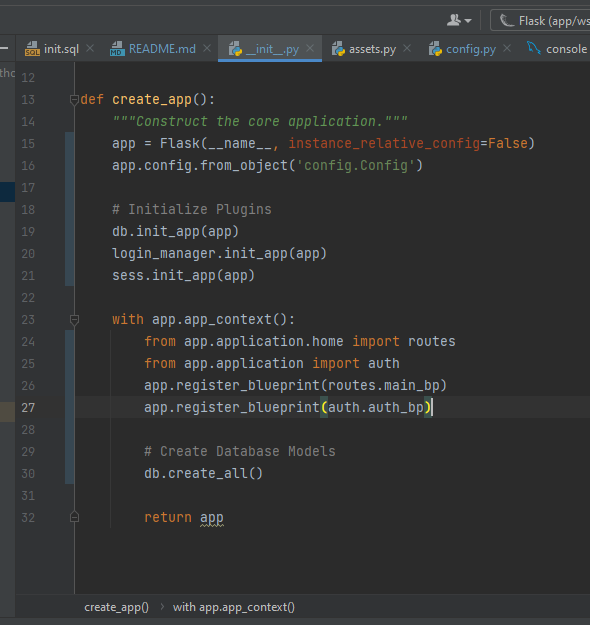 Flask (app/ws
init.sql README.md __init__.py assets.py config.py console
12
13 def create_app():
14 """Construct the core application."""
15 app = Flask(__name__, instance_relative_config=False)
16 app.config.from_object('config.Config')
17
18 # Initialize Plugins
19 db.init_app(app)
20 login_manager.init_app(app)
21 sess.init_app(app)
22
23 with app.app_context():
24 from app.application.home import routes
25 from app.application import auth
26 app.register_blueprint(routes.main_bp)
27 app.register_blueprint(auth.auth_bp)
28
29 # Create Database Models
30 db.create_all()
31
32 return app
create_app() › with app.app_context()